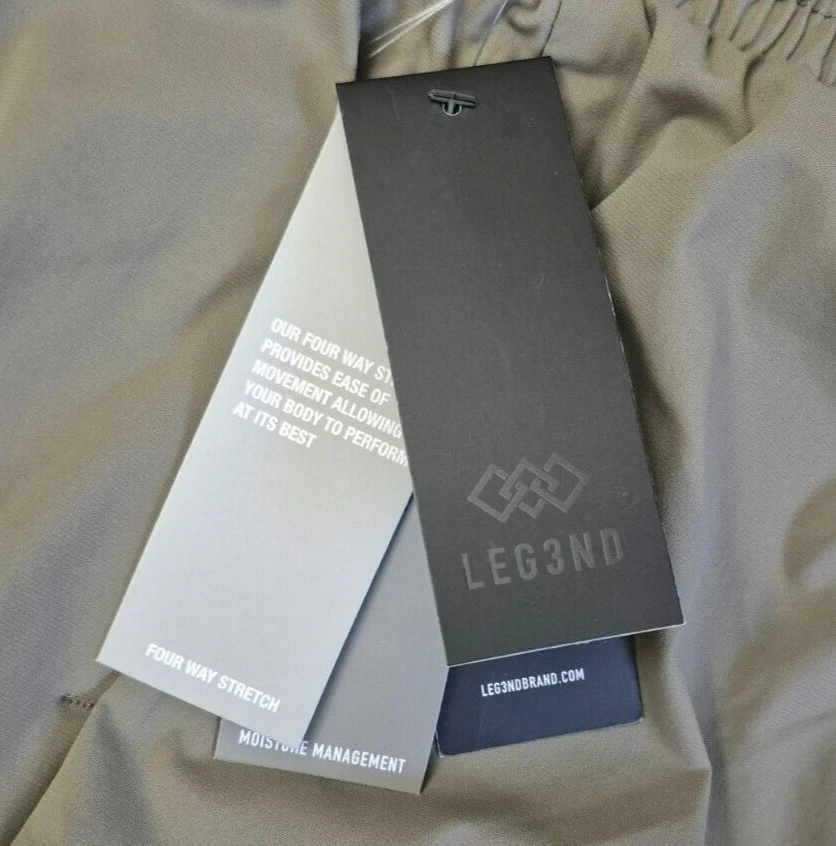 OUR FOUR WAY
PROVIDES EASE OF
MOVEMENT ALLOWING
YOUR BODY TO PERFORM
AT ITS BEST
FOUR WAY STRETCH
MOISTURE MANAGEMENT
LEG3ND
LEG3NDBRAND.COM